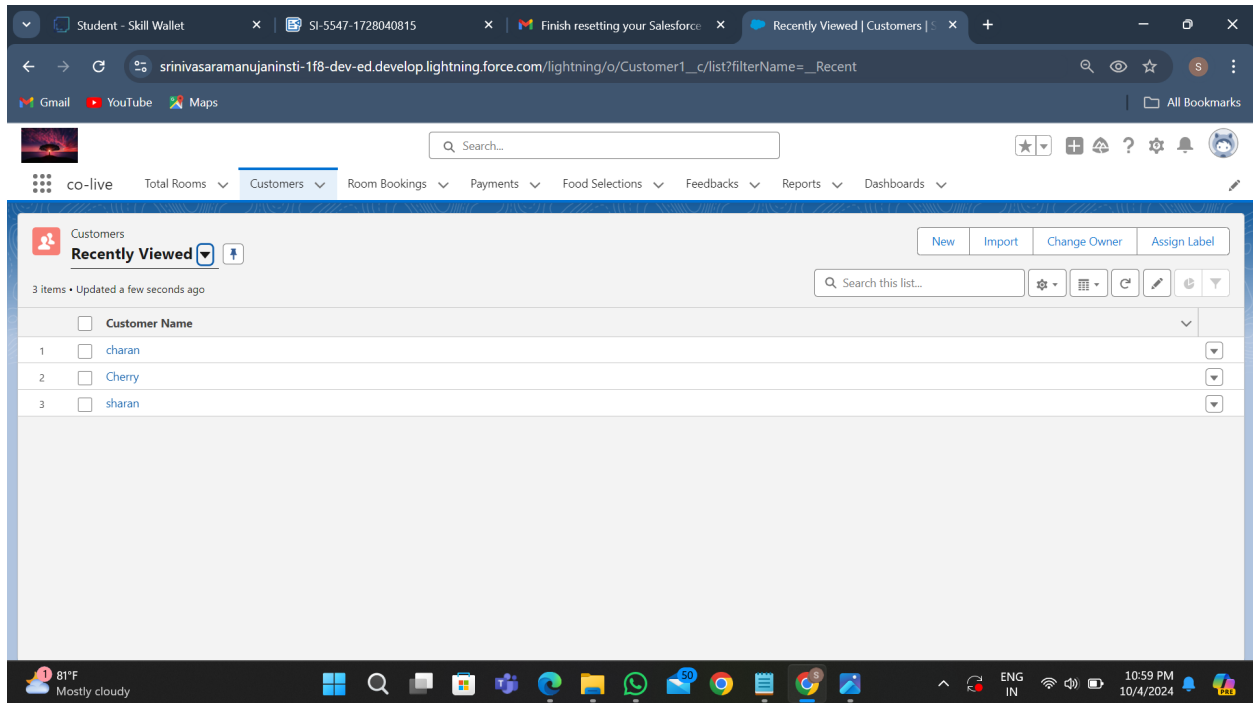 Student - Skill Wallet
SI-5547-1728040815
Finish resetting your Salesforce
Recently Viewed | Customers | S
srinivasaramanujaninsti-1f8-dev-ed.develop.lightning.force.com/lightning/o/Customer1__c/list?filterName=__Recent
S
Gmail YouTube Maps
All Bookmarks
Search...
co-live Total Rooms Customers Room Bookings Payments Food Selections Feedbacks Reports Dashboards
Customers
Recently Viewed
New Import Change Owner Assign Label
3 items • Updated a few seconds ago
Search this list...
Customer Name
1 charan
2 Cherry
3 sharan
1
81°F
Mostly cloudy
50
S
ENG
IN
10:59 PM
10/4/2024
PRE